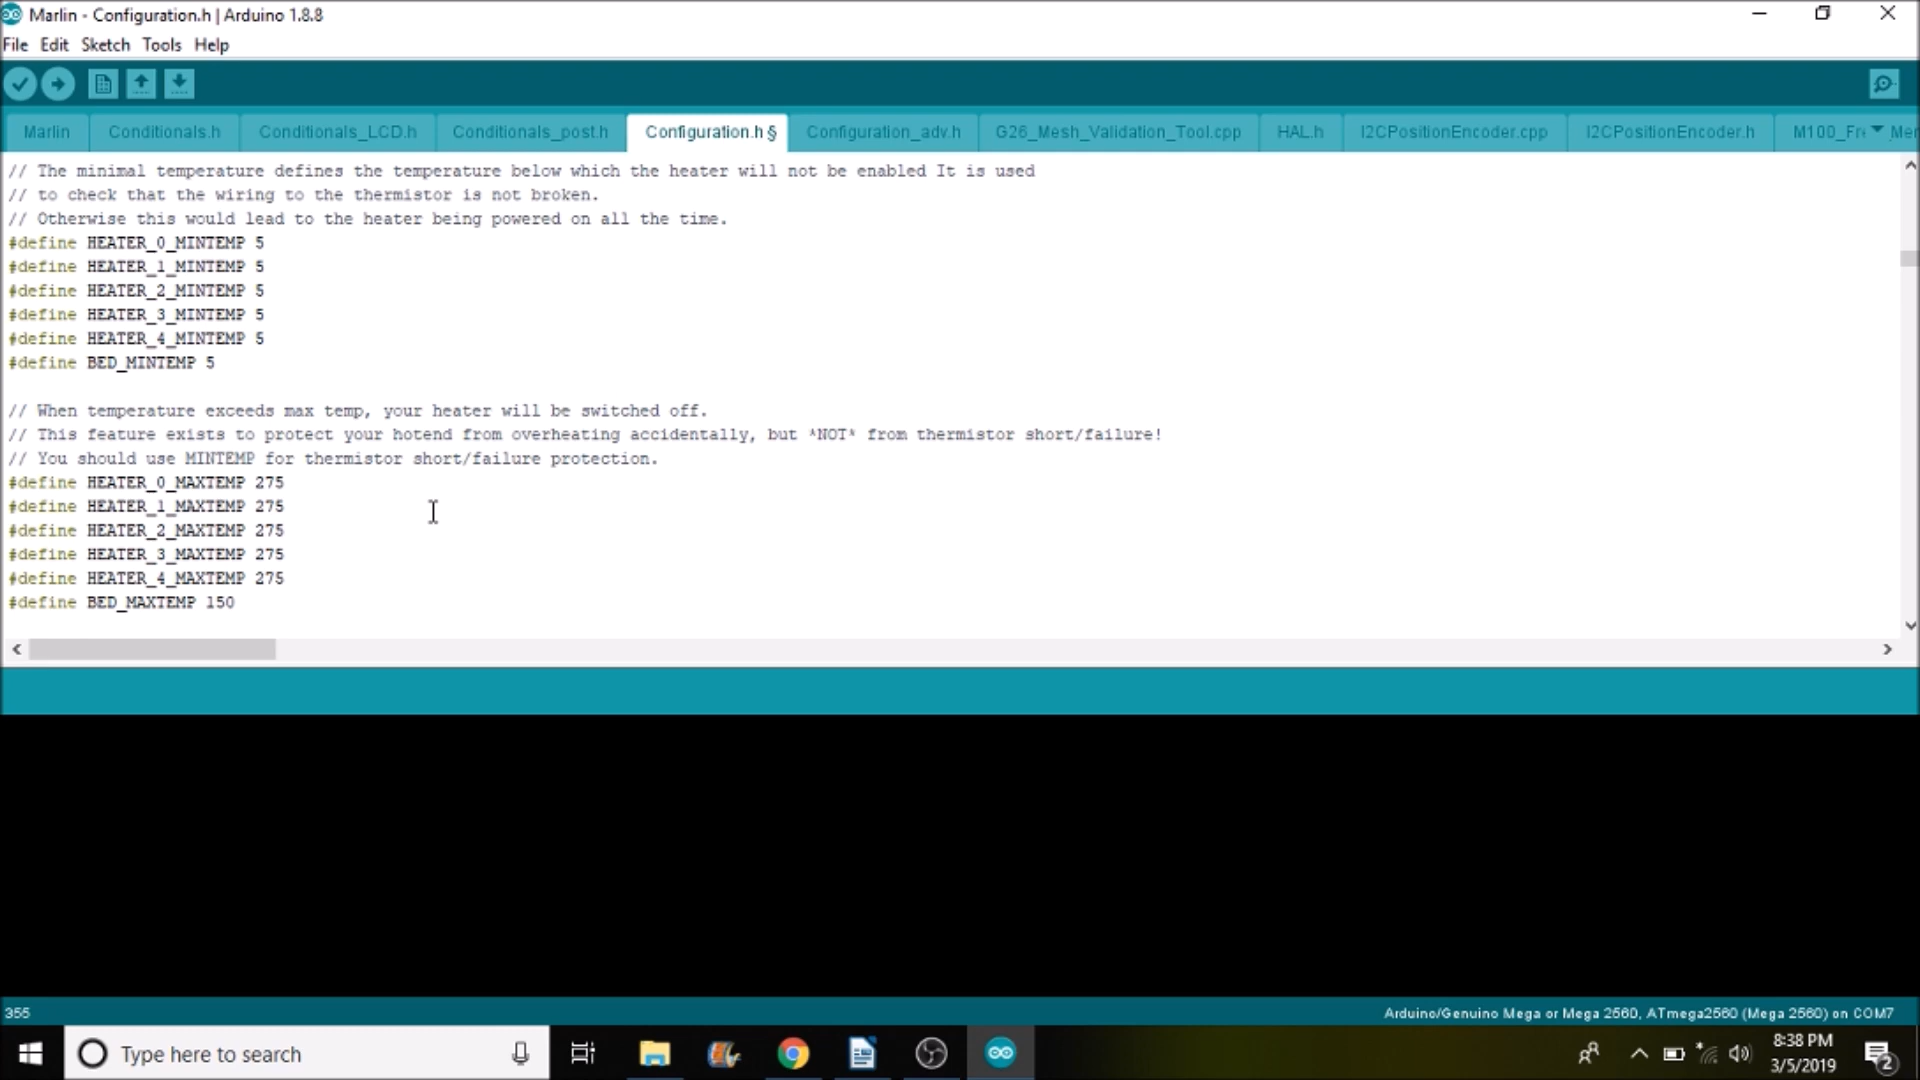 Marlin - Configuration.h | Arduino 1.8.8
File Edit Sketch Tools Help
Marlin Conditionals.h Conditionals_LCD.h Conditionals_post.h Configuration.h § Configuration_adv.h G26_Mesh_Validation_Tool.cpp HAL.h I2CPositionEncoder.cpp I2CPositionEncoder.h M100_Fr Mer
// The minimal temperature defines the temperature below which the heater will not be enabled It is used
// to check that the wiring to the thermistor is not broken.
// Otherwise this would lead to the heater being powered on all the time.
#define HEATER_0_MINTEMP 5
#define HEATER_1_MINTEMP 5
#define HEATER_2_MINTEMP 5
#define HEATER_3_MINTEMP 5
#define HEATER_4_MINTEMP 5
#define BED_MINTEMP 5
// When temperature exceeds max temp, your heater will be switched off.
// This feature exists to protect your hotend from overheating accidentally, but *NOT* from thermistor short/failure!
// You should use MINTEMP for thermistor short/failure protection.
#define HEATER_0_MAXTEMP 275
#define HEATER_1_MAXTEMP 275
#define HEATER_2_MAXTEMP 275
#define HEATER_3_MAXTEMP 275
#define HEATER_4_MAXTEMP 275
#define BED_MAXTEMP 150
355 Arduino/Genuino Mega or Mega 2560, ATmega2560 (Mega 2560) on COM7
Type here to search
8:38 PM
3/5/2019
2